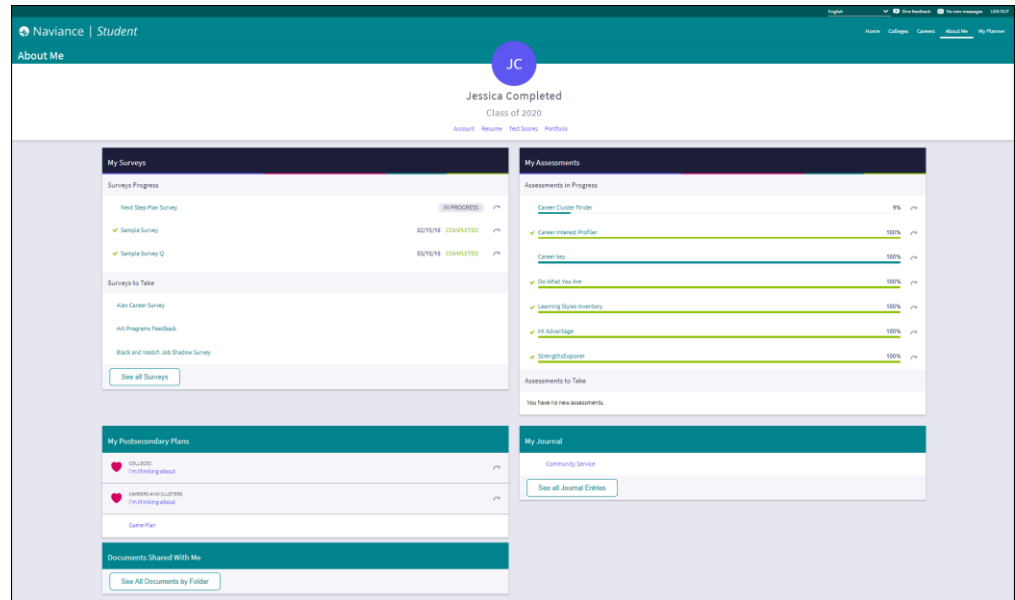 English Give feedback No new messages LOG OUT
Naviance | Student
Home Colleges Careers About Me My Planner
About Me
JC
Jessica Completed
Class of 2020
Account Resume Test Scores Portfolio
My Surveys
Surveys Progress
Next Step Plan Survey IN PROGRESS
Sample Survey 02/15/18 COMPLETED
Sample Survey Q 03/15/18 COMPLETED
Surveys to Take
Alex Career Survey
Art Programs Feedback
Black and Veatch Job Shadow Survey
See all Surveys
My Assessments
Assessments in Progress
Career Cluster Finder 9%
Career Interest Profiler 100%
Career key 100%
Do What You Are 100%
Learning Styles Inventory 100%
MI Advantage 100%
StrengthsExplorer 100%
Assessments to Take
You have no new assessments.
My Postsecondary Plans
COLLEGES
I'm thinking about
CAREERS AND CLUSTERS
I'm thinking about
Game Plan
My Journal
Community Service
See all Journal Entries
Documents Shared With Me
See All Documents by Folder